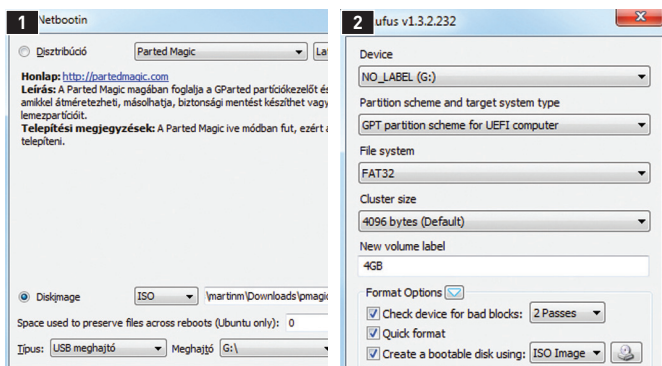 1 Netbootin
Disztribúció Parted Magic
Honlap: http://partedmagic.com
Leírás: A Parted Magic magában foglalja a GParted partíciókezelőt és
amikkel átméretezheti, másolhatja, biztonsági mentést készíthet vagy
lemezpartícióit.
Telepítési megjegyzések: A Parted Magic ive módban fut, ezért
telepíteni.
Diskimage ISO \martinm\Downloads\pmagic
Space used to preserve files across reboots (Ubuntu only): 0
Típus: USB meghajtó Meghajtó G:\
2 ufus v1.3.2.232
Device
NO_LABEL (G:)
Partition scheme and target system type
GPT partition scheme for UEFI computer
File system
FAT32
Cluster size
4096 bytes (Default)
New volume label
4GB
Format Options
Check device for bad blocks: 2 Passes
Quick format
Create a bootable disk using: ISO Image